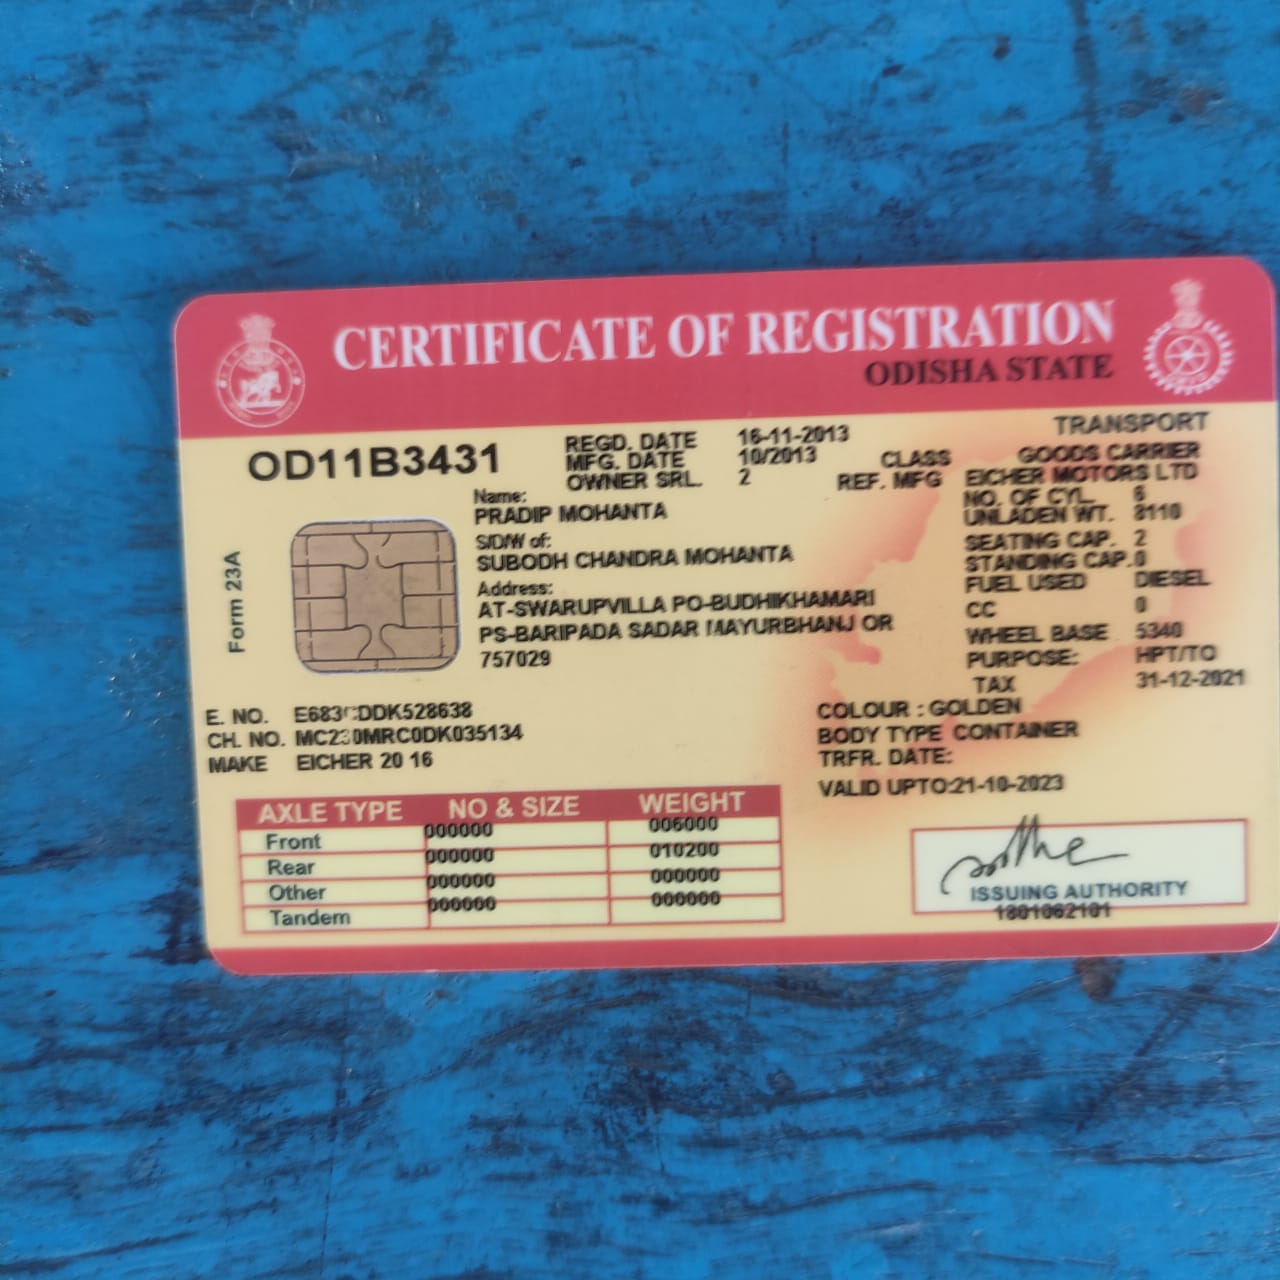 CERTIFICATE OF REGISTRATION
ODISHA STATE
TRANSPORT
OD11B3431
REGD. DATE 16-11-2013
MFG. DATE 10/2013 CLASS GOODS CARRIER
OWNER SRL. 2 REF. MFG EICHER MOTORS LTD
Name:
PRADIP MOHANTA
S/D/W of:
SUBODH CHANDRA MOHANTA
Address:
AT-SWARUPVILLA PO-BUDHIKHAMARI
PS-BARIPADA SADAR MAYURBHANJ OR
757029
NO. OF CYL. 6
UNLADEN WT. 8110
SEATING CAP. 2
STANDING CAP. 0
FUEL USED DIESEL
CC 0
WHEEL BASE 5340
PURPOSE: HPT/TO
TAX 31-12-2021
Form 23A
E. NO.
CH. NO.
MAKE EICHER 20 16
COLOUR : GOLDEN
BODY TYPE CONTAINER
TRFR. DATE:
VALID UPTO:21-10-2023
AXLE TYPE NO & SIZE WEIGHT
Front 000000 006000
Rear 000000 010200
Other 000000 000000
Tandem 000000 000000
ISSUING AUTHORITY
1801062101